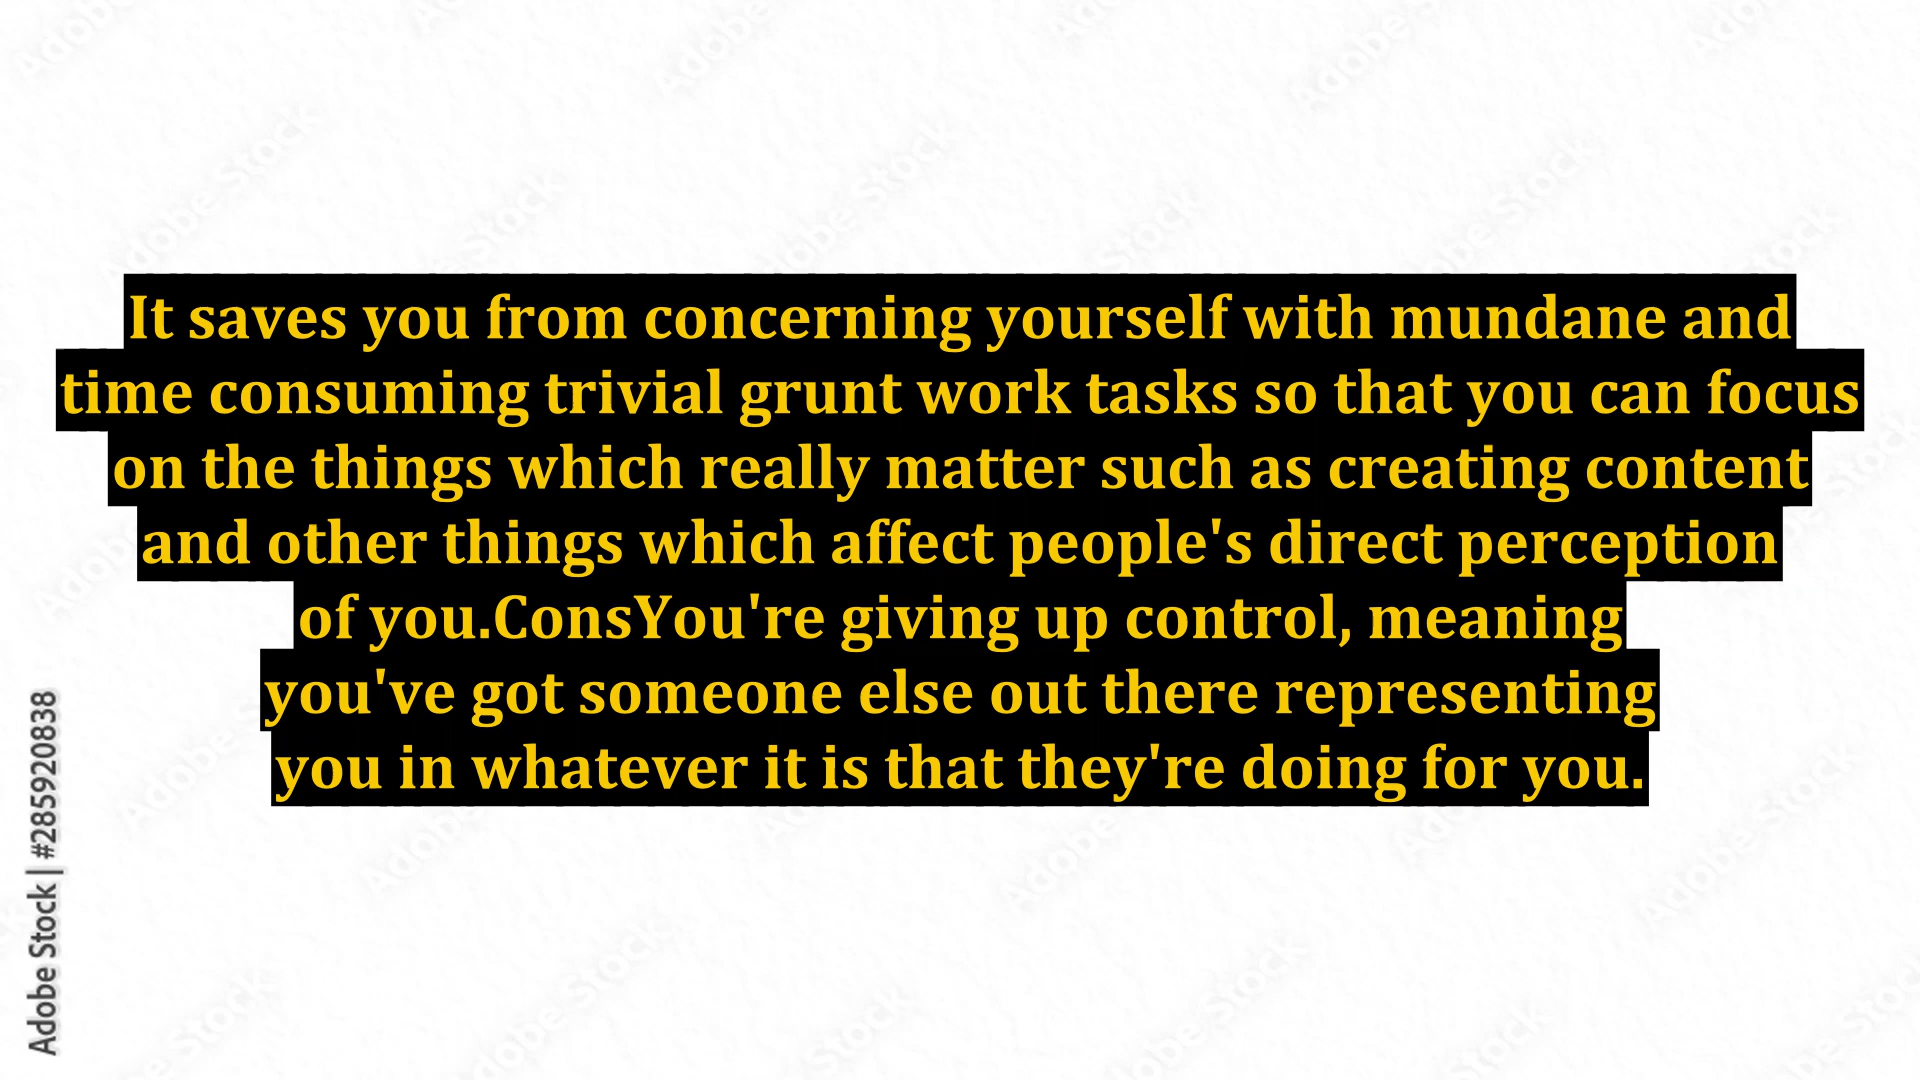 It saves you from concerning yourself with mundane and
time consuming trivial grunt work tasks so that you can focus
on the things which really matter such as creating content
and other things which affect people's direct perception
of you.ConsYou're giving up control, meaning
you've got someone else out there representing
you in whatever it is that they're doing for you.
Adobe Stock | #285920838